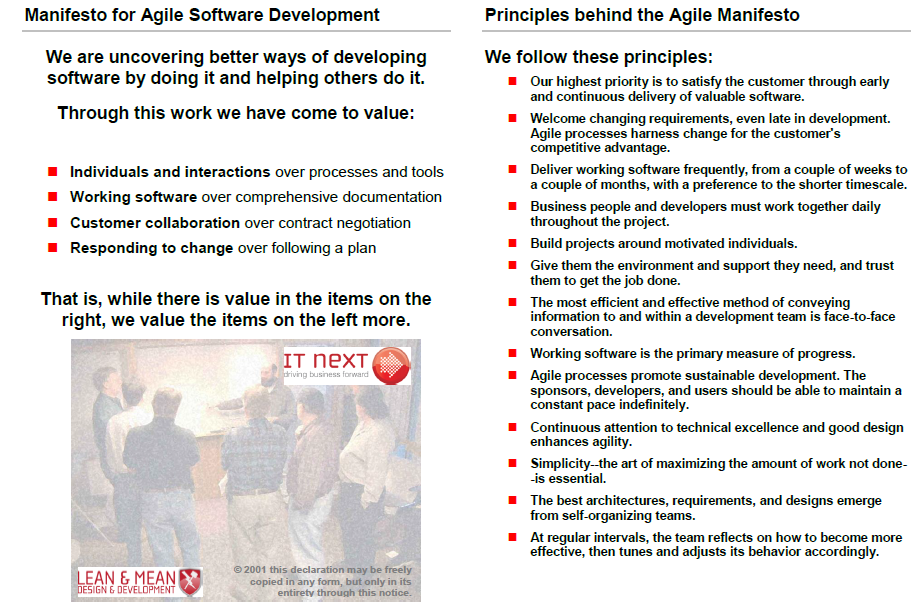 Manifesto for Agile Software Development
We are uncovering better ways of developing
software by doing it and helping others do it.
Through this work we have come to value:
Individuals and interactions over processes and tools
Working software over comprehensive documentation
Customer collaboration over contract negotiation
Responding to change over following a plan
That is, while there is value in the items on the
right, we value the items on the left more.
IT NEXT
driving business forward
LEAN & MEAN
DESIGN & DEVELOPMENT
© 2001 this declaration may be freely
copied in any form, but only in its
entirety through this notice.
Principles behind the Agile Manifesto
We follow these principles:
Our highest priority is to satisfy the customer through early
and continuous delivery of valuable software.
Welcome changing requirements, even late in development.
Agile processes harness change for the customer's
competitive advantage.
Deliver working software frequently, from a couple of weeks to
a couple of months, with a preference to the shorter timescale.
Business people and developers must work together daily
throughout the project.
Build projects around motivated individuals.
Give them the environment and support they need, and trust
them to get the job done.
The most efficient and effective method of conveying
information to and within a development team is face-to-face
conversation.
Working software is the primary measure of progress.
Agile processes promote sustainable development. The
sponsors, developers, and users should be able to maintain a
constant pace indefinitely.
Continuous attention to technical excellence and good design
enhances agility.
Simplicity--the art of maximizing the amount of work not done-
-is essential.
The best architectures, requirements, and designs emerge
from self-organizing teams.
At regular intervals, the team reflects on how to become more
effective, then tunes and adjusts its behavior accordingly.